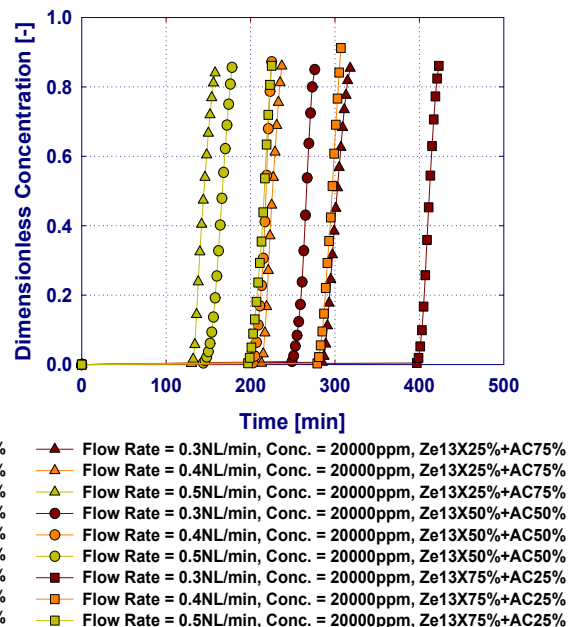 1.0
0.8
0.6
0.4
0.2
0.0
Dimensionless Concentration [-]
0 100 200 300 400 500
Time [min]
% Flow Rate = 0.3NL/min, Conc. = 20000ppm, Ze13X25%+AC75%
% Flow Rate = 0.4NL/min, Conc. = 20000ppm, Ze13X25%+AC75%
% Flow Rate = 0.5NL/min, Conc. = 20000ppm, Ze13X25%+AC75%
% Flow Rate = 0.3NL/min, Conc. = 20000ppm, Ze13X50%+AC50%
% Flow Rate = 0.4NL/min, Conc. = 20000ppm, Ze13X50%+AC50%
% Flow Rate = 0.5NL/min, Conc. = 20000ppm, Ze13X50%+AC50%
% Flow Rate = 0.3NL/min, Conc. = 20000ppm, Ze13X75%+AC25%
% Flow Rate = 0.4NL/min, Conc. = 20000ppm, Ze13X75%+AC25%
% Flow Rate = 0.5NL/min, Conc. = 20000ppm, Ze13X75%+AC25%